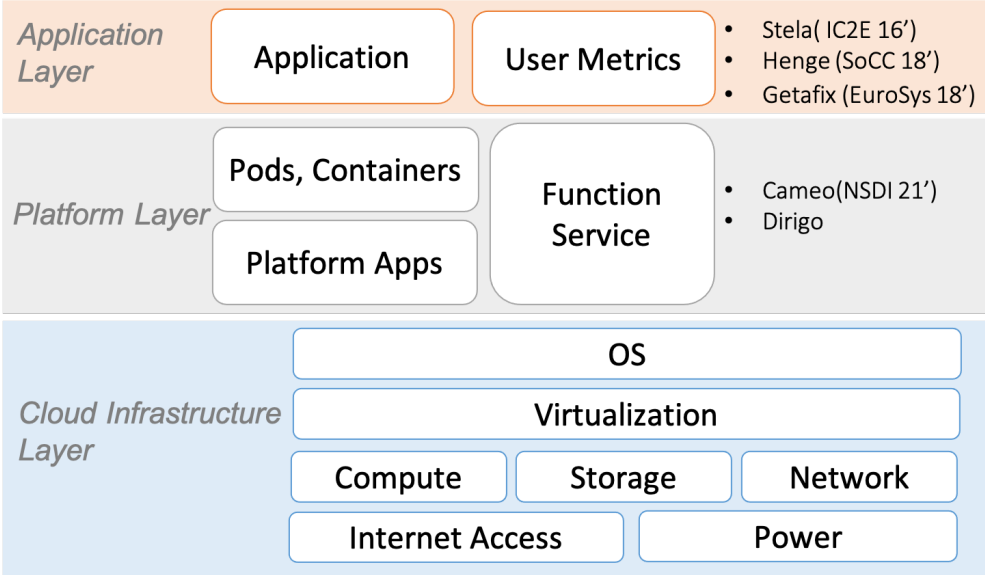 Application
Layer
Application
User Metrics
• Stela( IC2E 16’)
• Henge (SoCC 18’)
• Getafix (EuroSys 18’)
Platform Layer
Pods, Containers
Platform Apps
Function
Service
• Cameo(NSDI 21’)
• Dirigo
Cloud Infrastructure
Layer
OS
Virtualization
Compute
Storage
Network
Internet Access
Power